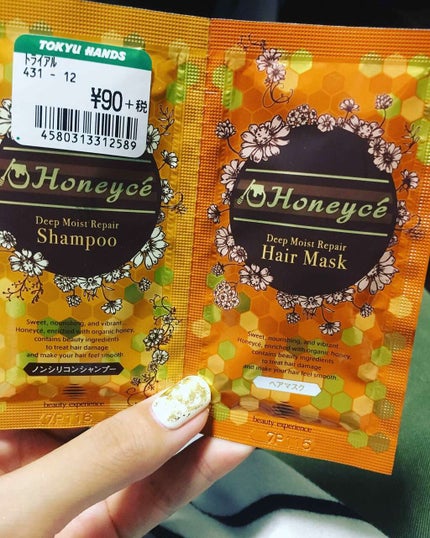 TOKYU HANDS
トライアル
431 - 12
¥90+税
4580313312589
Honeycé
Deep Moist Repair
Shampoo
Sweet, nourishing, and vibrant.
Honeycé, enriched with organic honey,
contains beauty ingredients
to treat hair damage
and make your hair feel smooth.
ノンシリコンシャンプー
beauty experience
Honeycé
Deep Moist Repair
Hair Mask
Sweet, nourishing, and vibrant.
Honeycé, enriched with organic honey,
contains beauty ingredients
to treat hair damage
and make your hair feel smooth.
ヘアマスク
beauty experience